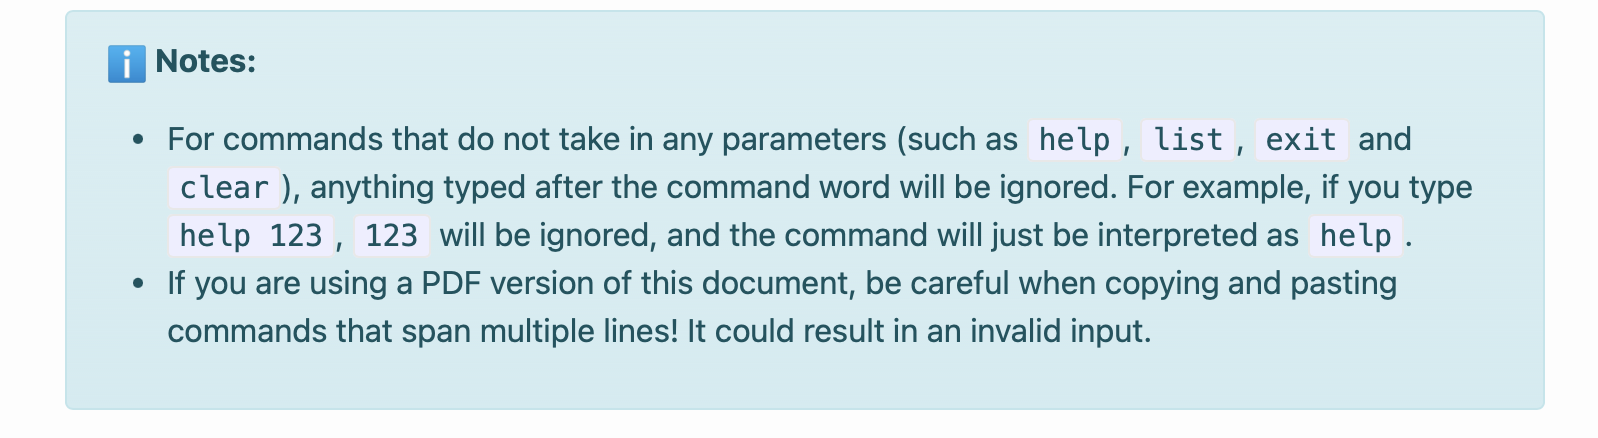 ℹ️ Notes:
• For commands that do not take in any parameters (such as help, list, exit and
clear), anything typed after the command word will be ignored. For example, if you type
help 123, 123 will be ignored, and the command will just be interpreted as help.
• If you are using a PDF version of this document, be careful when copying and pasting
commands that span multiple lines! It could result in an invalid input.